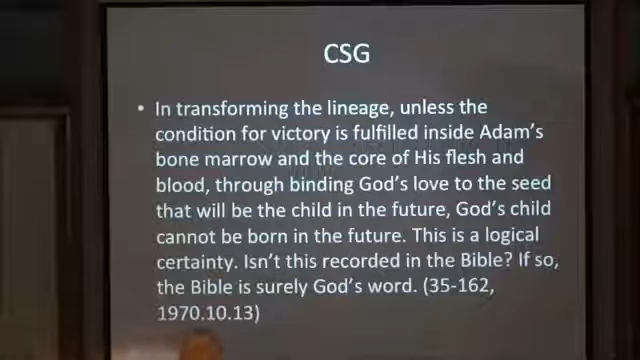 CSG
• In transforming the lineage, unless the
condition for victory is fulfilled inside Adam's
bone marrow and the core of His flesh and
blood, through binding God's love to the seed
that will be the child in the future, God's child
cannot be born in the future. This is a logical
certainty. Isn't this recorded in the Bible? If so,
the Bible is surely God's word. (35-162,
1970.10.13)